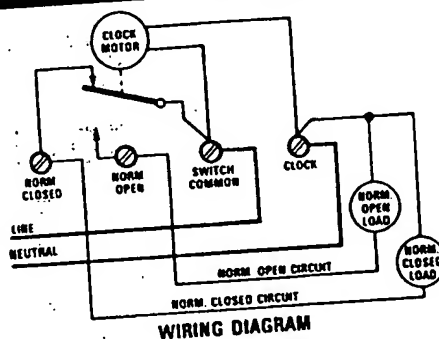 CLOCK
MOTOR
NORM
CLOSED
NORM
OPEN
SWITCH
COMMON
CLOCK
NORM.
OPEN
LOAD
NORM.
CLOSED
LOAD
LINE
NEUTRAL
NORM. OPEN CIRCUIT
NORM. CLOSED CIRCUIT
WIRING DIAGRAM